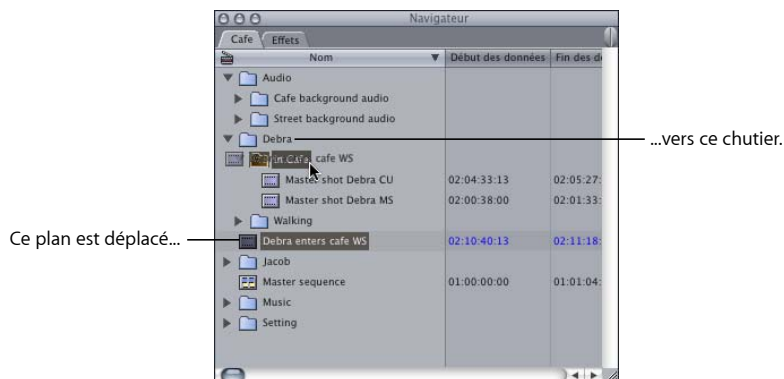 Navigateur
Cafe Effets
Nom Début des données Fin des d
Audio
Cafe background audio
Street background audio
Debra ...vers ce chutier.
in Cafe cafe WS
Master shot Debra CU 02:04:33:13 02:05:27:
Master shot Debra MS 02:00:38:00 02:01:33:
Walking
Ce plan est déplacé... Debra enters cafe WS 02:10:40:13 02:11:18:
Jacob
Master sequence 01:00:00:00 01:01:04:
Music
Setting